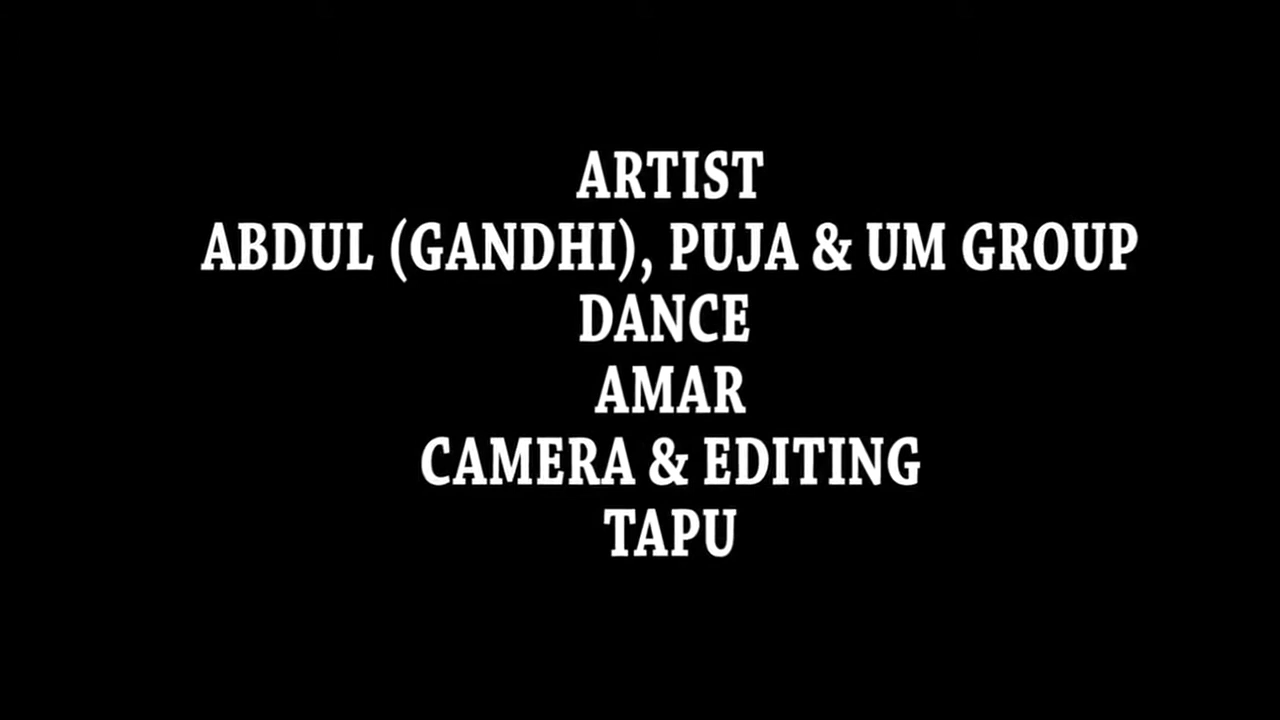 ARTIST
ABDUL (GANDHI), PUJA & UM GROUP
DANCE
AMAR
CAMERA & EDITING
TAPU